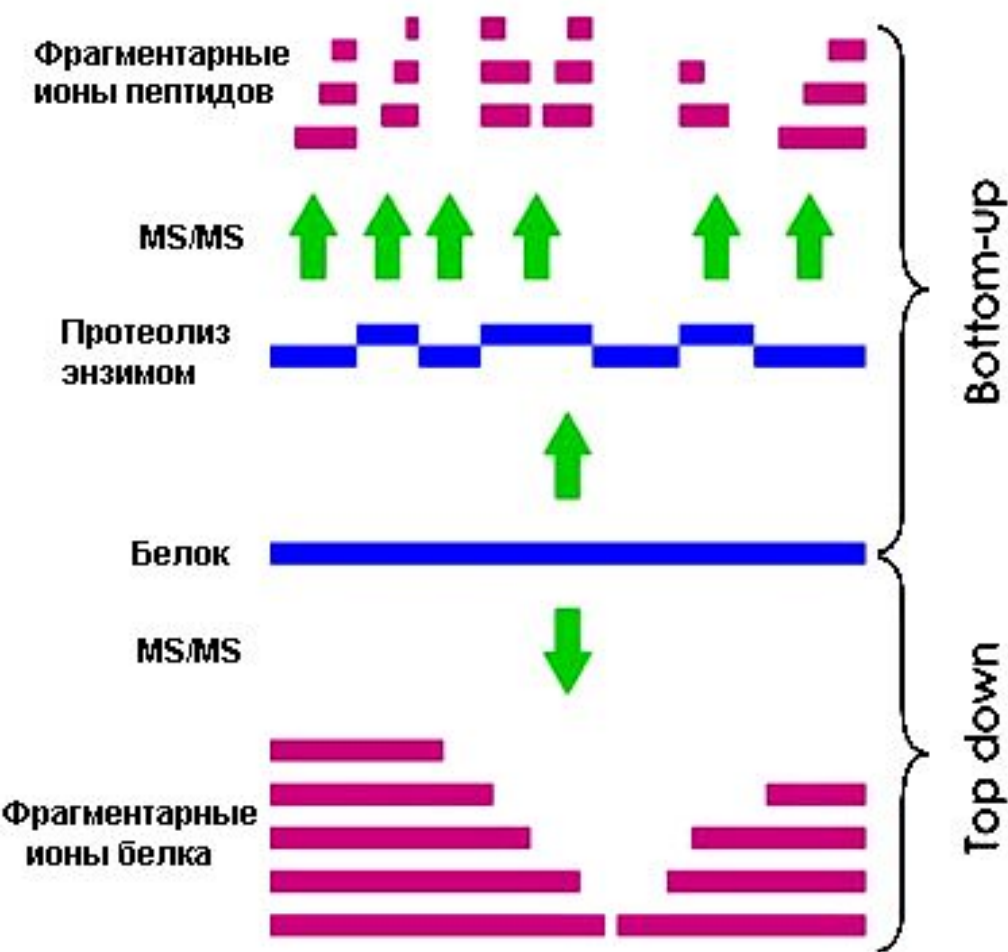 Фрагментарные
ионы пептидов
MS/MS
Протеолиз
энзимом
Белок
MS/MS
Фрагментарные
ионы белка
Bottom-up
Top down